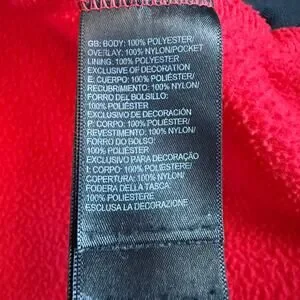 GB: BODY: 100% POLYESTER/
OVERLAY: 100% NYLON/POCKET
LINING: 100% POLYESTER
EXCLUSIVE OF DECORATION
E: CUERPO: 100% POLIÉSTER/
RECUBRIMIENTO: 100% NYLON/
FORRO DEL BOLSILLO:
100% POLIÉSTER
EXCLUSIVO DE DECORACIÓN
P: CORPO: 100% POLIÉSTER/
REVESTIMENTO: 100% NYLON/
FORRO DO BOLSO:
100% POLIÉSTER
EXCLUSIVO PARA DECORAÇÃO
I: CORPO: 100% POLIESTERE/
COPERTURA: 100% NYLON/
FODERA DELLA TASCA:
100% POLIESTERE
ESCLUSA LA DECORAZIONE